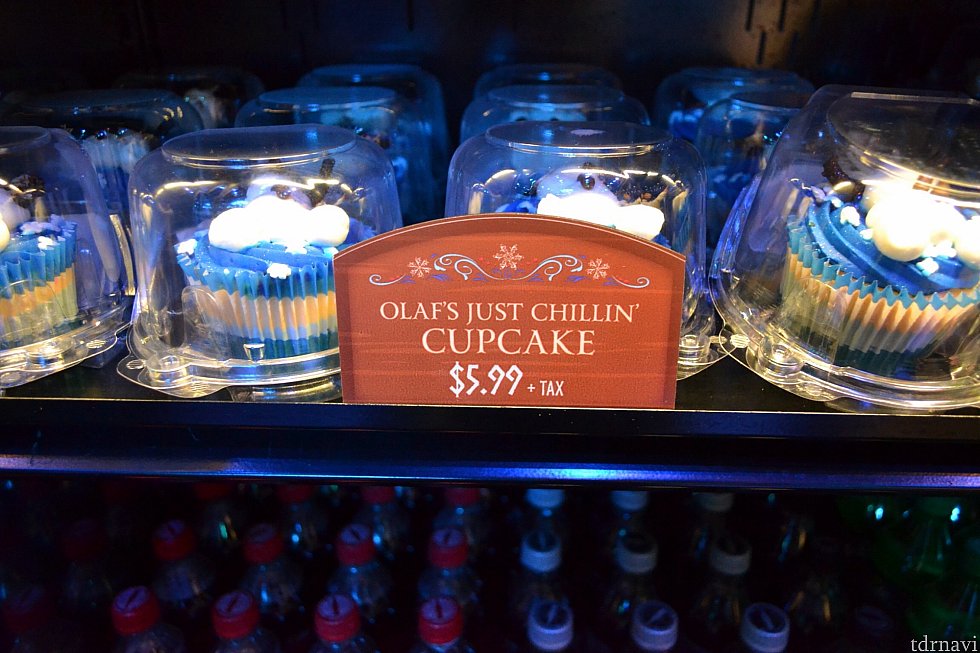 OLAF'S JUST CHILLIN'
CUPCAKE
$5.99 + TAX
tdrnavi